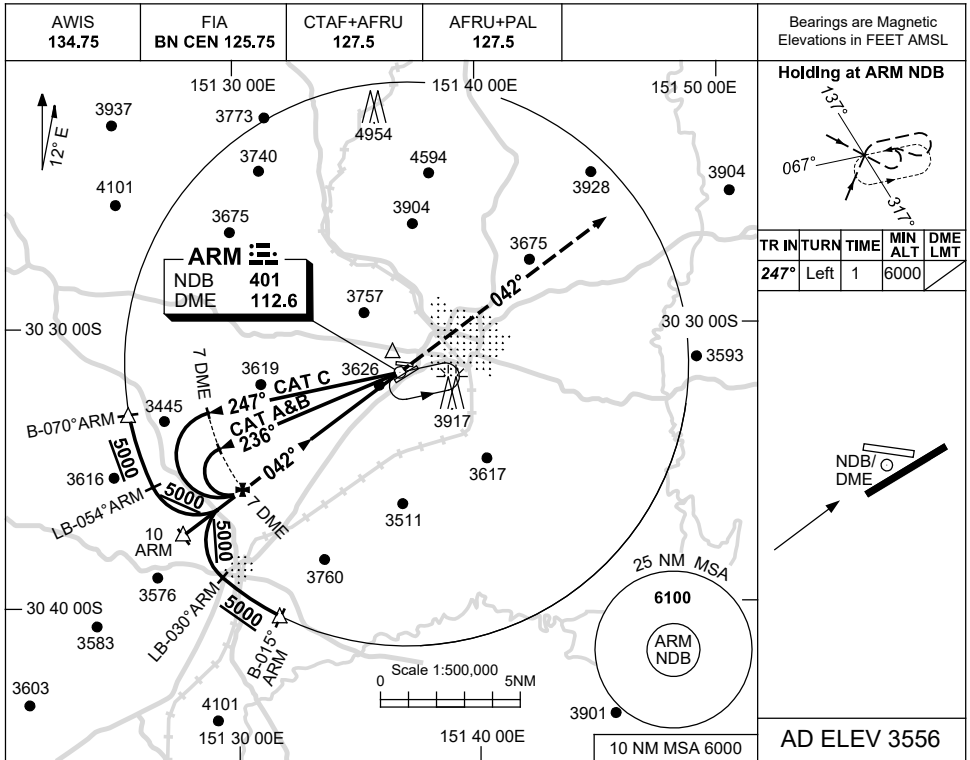 AWIS
134.75
FIA
BN CEN 125.75
CTAF+AFRU
127.5
AFRU+PAL
127.5
Bearings are Magnetic
Elevations in FEET AMSL
151 30 00E
151 40 00E
151 50 00E
12° E
3937
3773
4954
3740
4594
4101
3928
3904
3904
3675
3675
ARM
NDB 401
DME 112.6
042°
3757
30 30 00S
30 30 00S
7 DME
3619
3626
3593
CAT C
247°
CAT A&B
236°
3917
B-070°ARM
3445
042°
5000
3616
3617
LB-054°ARM
5000
7 DME
3511
10
ARM
5000
3760
25 NM MSA
3576
6100
30 40 00S
LB-030°ARM
5000
B-015°
ARM
3583
ARM
NDB
Scale 1:500,000
0 5NM
3603
4101
3901
151 30 00E
151 40 00E
10 NM MSA 6000
Holding at ARM NDB
137°
067°
317°
TR IN TURN TIME MIN ALT DME LMT
247° Left 1 6000
NDB/
DME
AD ELEV 3556